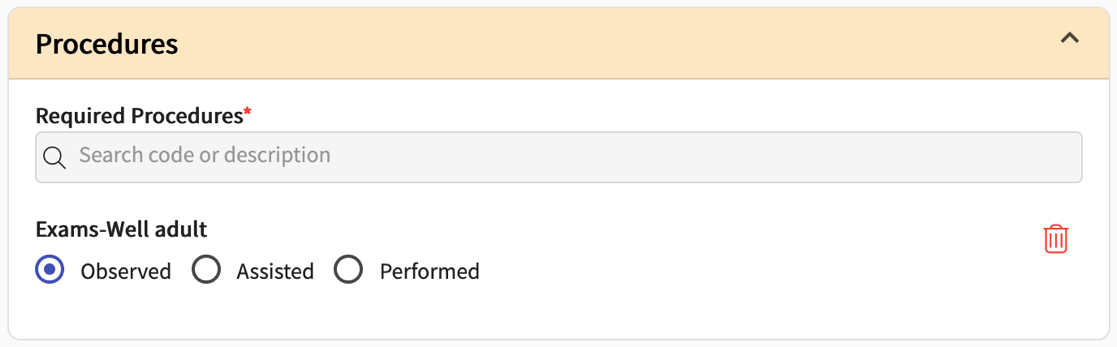 Procedures
Required Procedures*
Search code or description
Exams-Well adult
Observed Assisted Performed